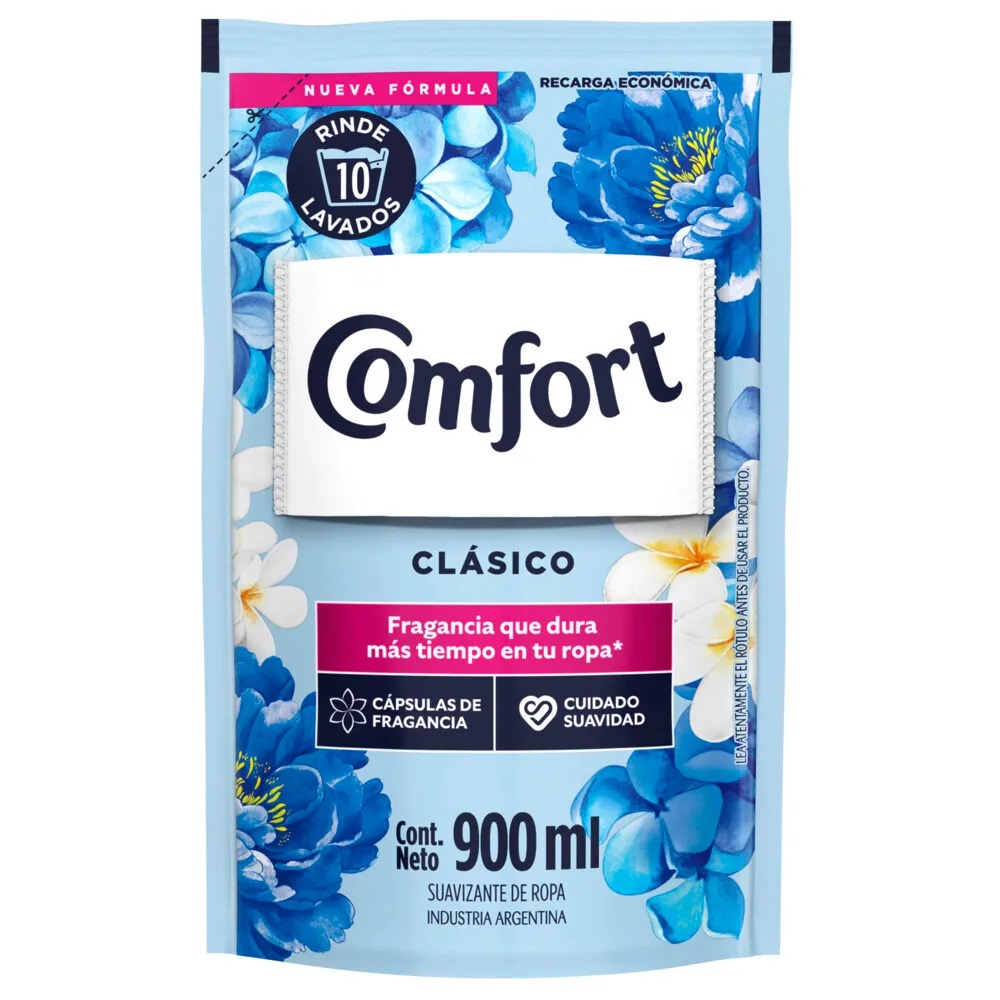 NUEVA FÓRMULA
RECARGA ECONÓMICA
RINDE
10
LAVADOS
Comfort
CLÁSICO
Fragancia que dura
más tiempo en tu ropa*
CÁPSULAS DE
FRAGANCIA
CUIDADO
SUAVIDAD
LEA ATENTAMENTE EL RÓTULO ANTES DE USAR EL PRODUCTO.
Cont.
Neto
900 ml
SUAVIZANTE DE ROPA
INDUSTRIA ARGENTINA